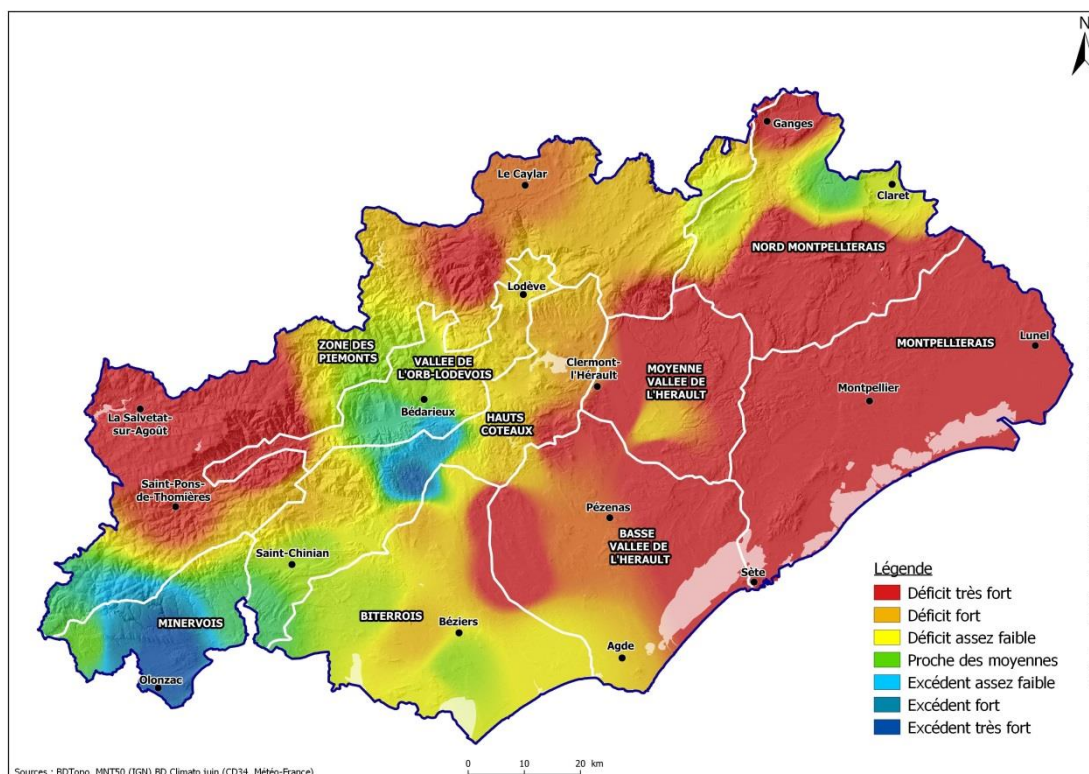 N
Ganges
Le Caylar
Claret
NORD MONTPELLIERAIS
Lodève
ZONE DES
PIEMONTS
VALLEE DE
L'ORB-LODEVOIS
Clermont-
l'Hérault
MOYENNE
VALLEE DE
L'HERAULT
MONTPELLIERAIS
Lunel
Montpellier
La Salvetat-
sur-Agoût
Bédarieux
HAUTS
COTEAUX
Saint-Pons-
de-Thomières
Pézenas
BASSE
VALLEE DE
L'HERAULT
Saint-Chinian
Sète
MINERVOIS
BITERROIS
Béziers
Agde
Olonzac
Légende
Déficit très fort
Déficit fort
Déficit assez faible
Proche des moyennes
Excédent assez faible
Excédent fort
Excédent très fort
0 10 20 km
Sources : BDTopo, MNT50 (IGN) BD Climato juin (CD34, Météo-France)